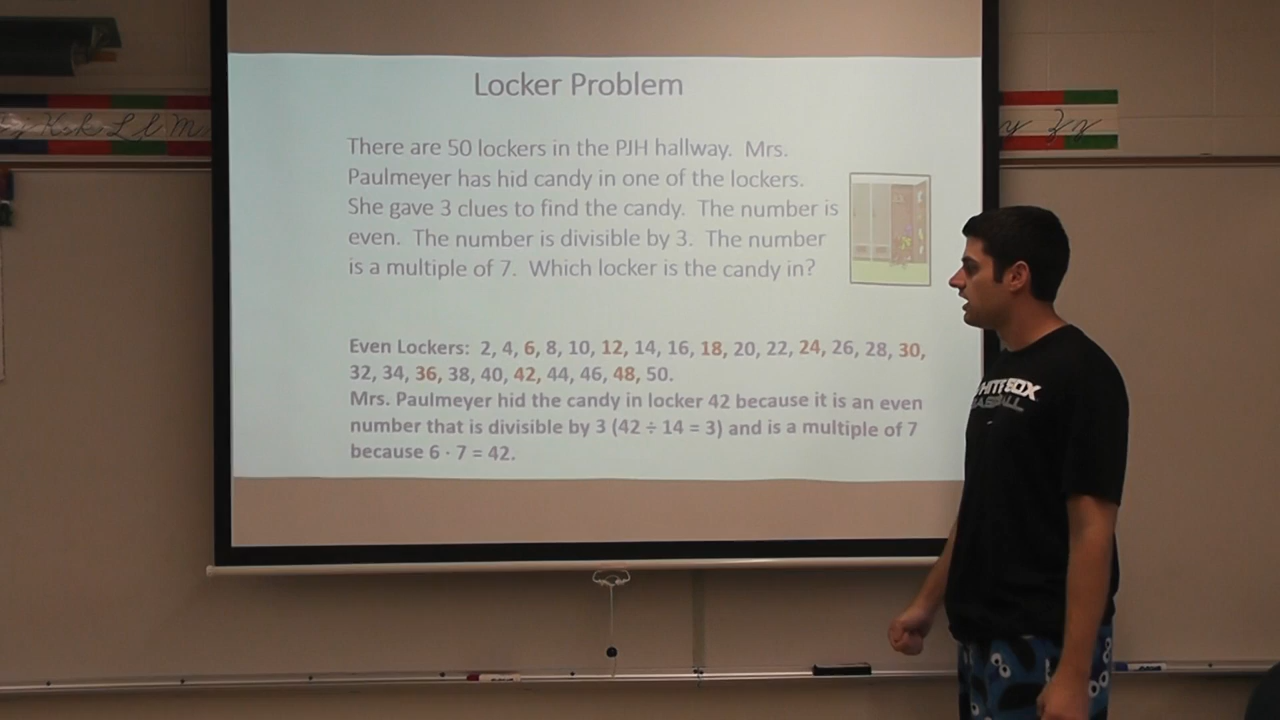 Locker Problem
There are 50 lockers in the PJH hallway. Mrs.
Paulmeyer has hid candy in one of the lockers.
She gave 3 clues to find the candy. The number is
even. The number is divisible by 3. The number
is a multiple of 7. Which locker is the candy in?
Even Lockers: 2, 4, 6, 8, 10, 12, 14, 16, 18, 20, 22, 24, 26, 28, 30,
32, 34, 36, 38, 40, 42, 44, 46, 48, 50.
Mrs. Paulmeyer hid the candy in locker 42 because it is an even
number that is divisible by 3 (42 ÷ 14 = 3) and is a multiple of 7
because 6 · 7 = 42.
j K k L l M
y Z z
HITE SOX
BASEBALL